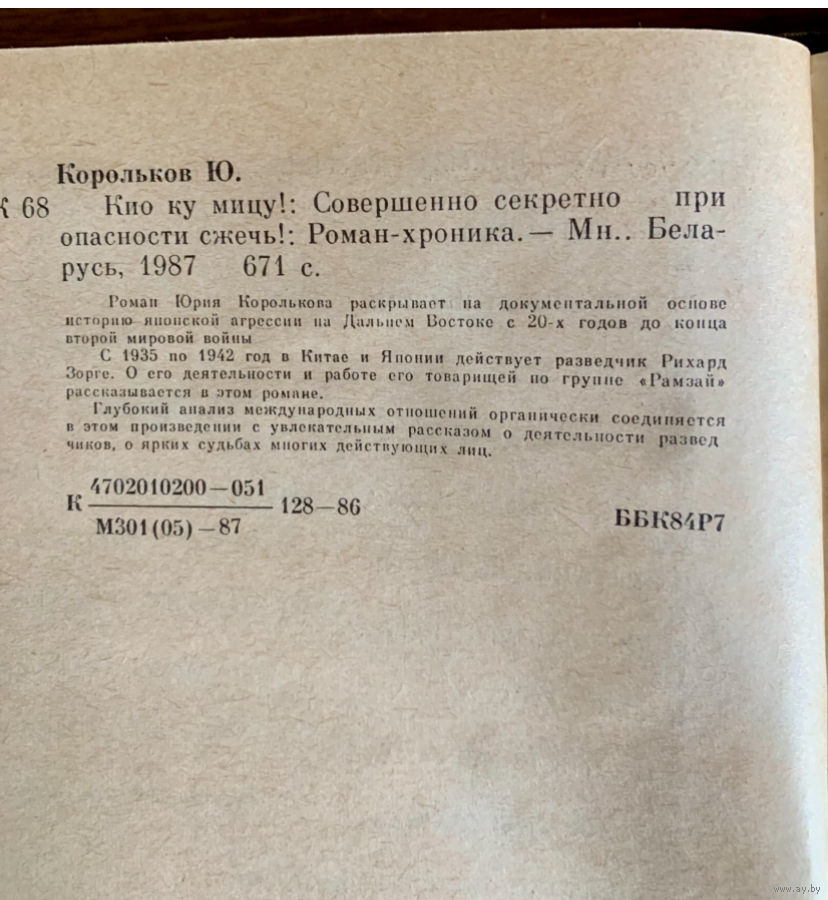 Корольков Ю.
К 68 Кио ку мицу!: Совершенно секретно при
опасности сжечь!: Роман-хроника.— Мн.. Бела-
русь, 1987 671 с.
Роман Юрия Королькова раскрывает на документальной основе
историю японской агрессии на Дальнем Востоке с 20-х годов до конца
второй мировой войны
С 1935 по 1942 год в Китае и Японии действует разведчик Рихард
Зорге. О его деятельности и работе его товарищей по группе «Рамзай»
рассказывается в этом романе.
Глубокий анализ международных отношений органически соединяется
в этом произведении с увлекательным рассказом о деятельности развед
чиков, о ярких судьбах многих действующих лиц.
4702010200—051
К 128—86
М301(05)—87
ББК84Р7
www.ay.by